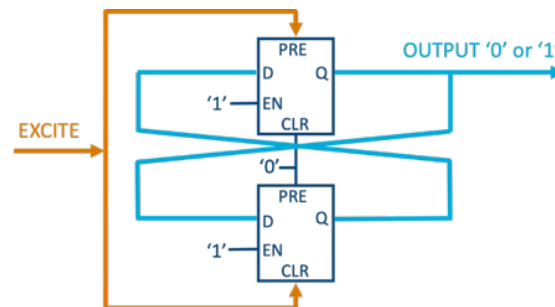 OUTPUT '0' or '1'
PRE
D
Q
'1'
EN
CLR
EXCITE
'0'
PRE
D
Q
'1'
EN
CLR